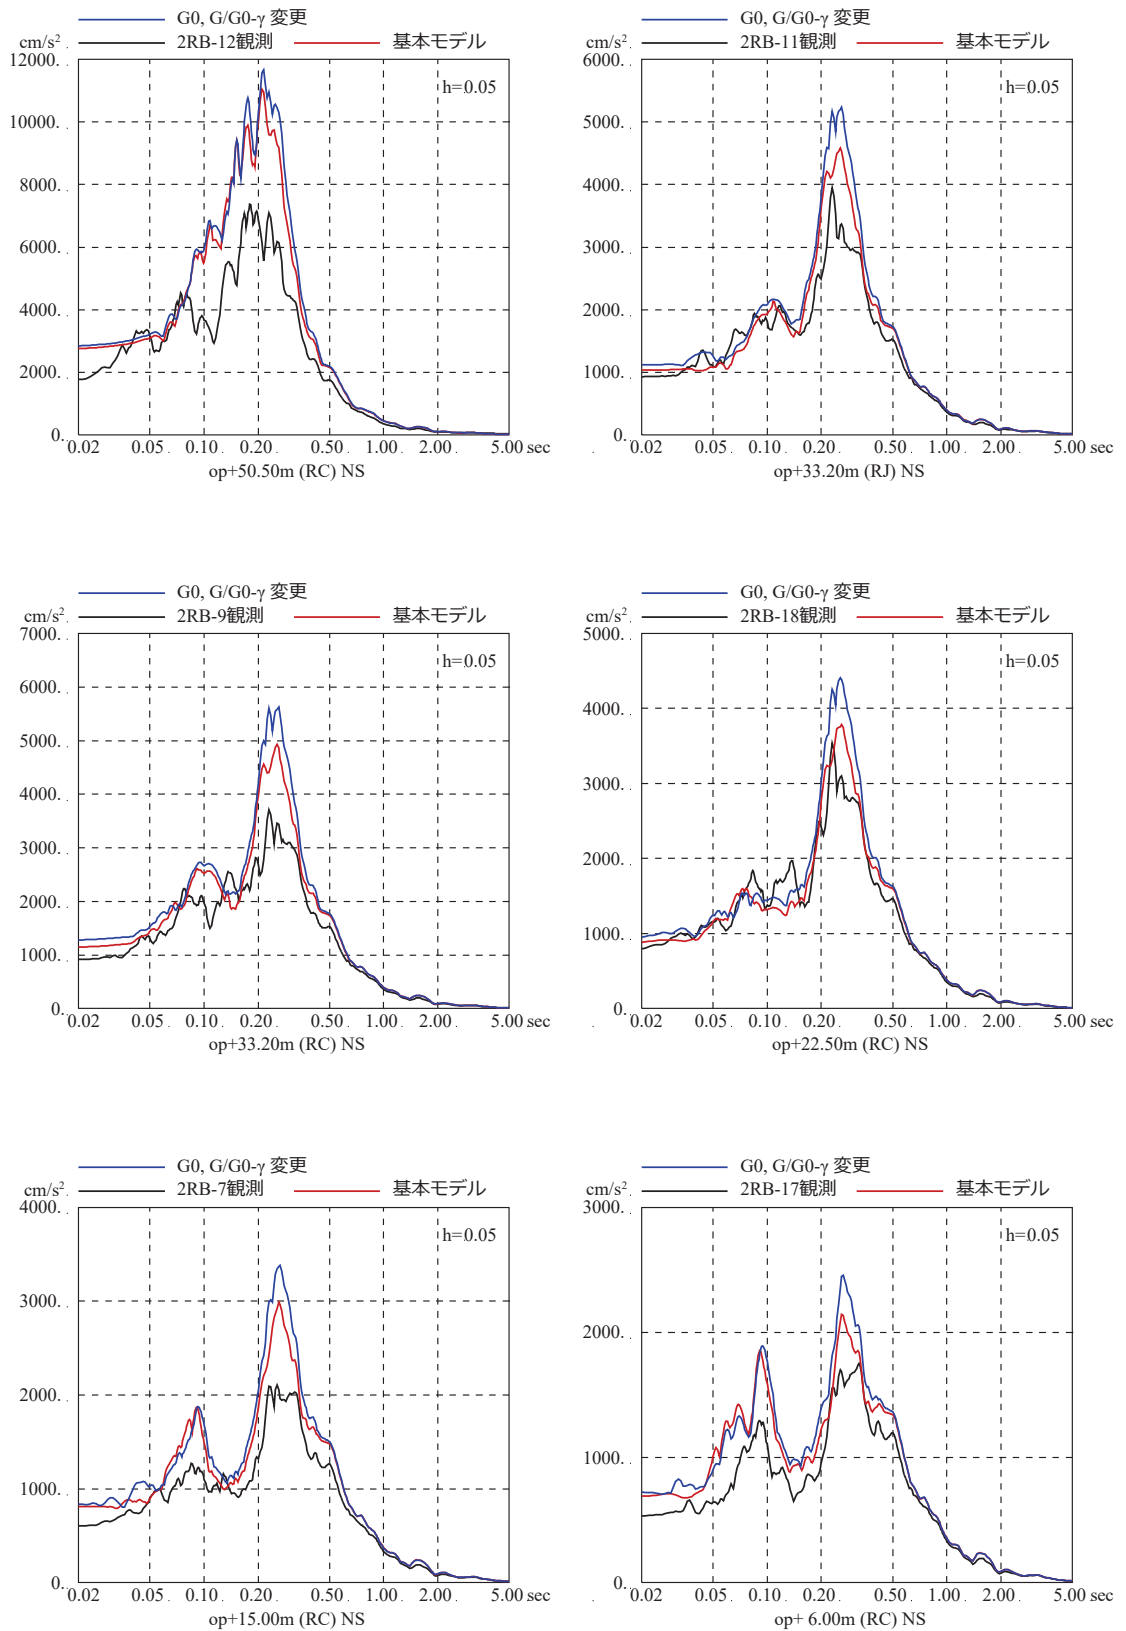 G0, G/G0-γ 変更
cm/s² 2RB-12観測 基本モデル
12000.
h=0.05
10000.
8000.
6000.
4000.
2000.
0.
0.02 0.05 0.10 0.20 0.50 1.00 2.00 5.00 sec
op+50.50m (RC) NS
G0, G/G0-γ 変更
cm/s² 2RB-11観測 基本モデル
6000.
h=0.05
5000.
4000.
3000.
2000.
1000.
0.
0.02 0.05 0.10 0.20 0.50 1.00 2.00 5.00 sec
op+33.20m (RJ) NS
G0, G/G0-γ 変更
cm/s² 2RB-9観測 基本モデル
7000.
h=0.05
6000.
5000.
4000.
3000.
2000.
1000.
0.
0.02 0.05 0.10 0.20 0.50 1.00 2.00 5.00 sec
op+33.20m (RC) NS
G0, G/G0-γ 変更
cm/s² 2RB-18観測 基本モデル
5000.
h=0.05
4000.
3000.
2000.
1000.
0.
0.02 0.05 0.10 0.20 0.50 1.00 2.00 5.00 sec
op+22.50m (RC) NS
G0, G/G0-γ 変更
cm/s² 2RB-7観測 基本モデル
4000.
h=0.05
3000.
2000.
1000.
0.
0.02 0.05 0.10 0.20 0.50 1.00 2.00 5.00 sec
op+15.00m (RC) NS
G0, G/G0-γ 変更
cm/s² 2RB-17観測 基本モデル
3000.
h=0.05
2000.
1000.
0.
0.02 0.05 0.10 0.20 0.50 1.00 2.00 5.00 sec
op+ 6.00m (RC) NS